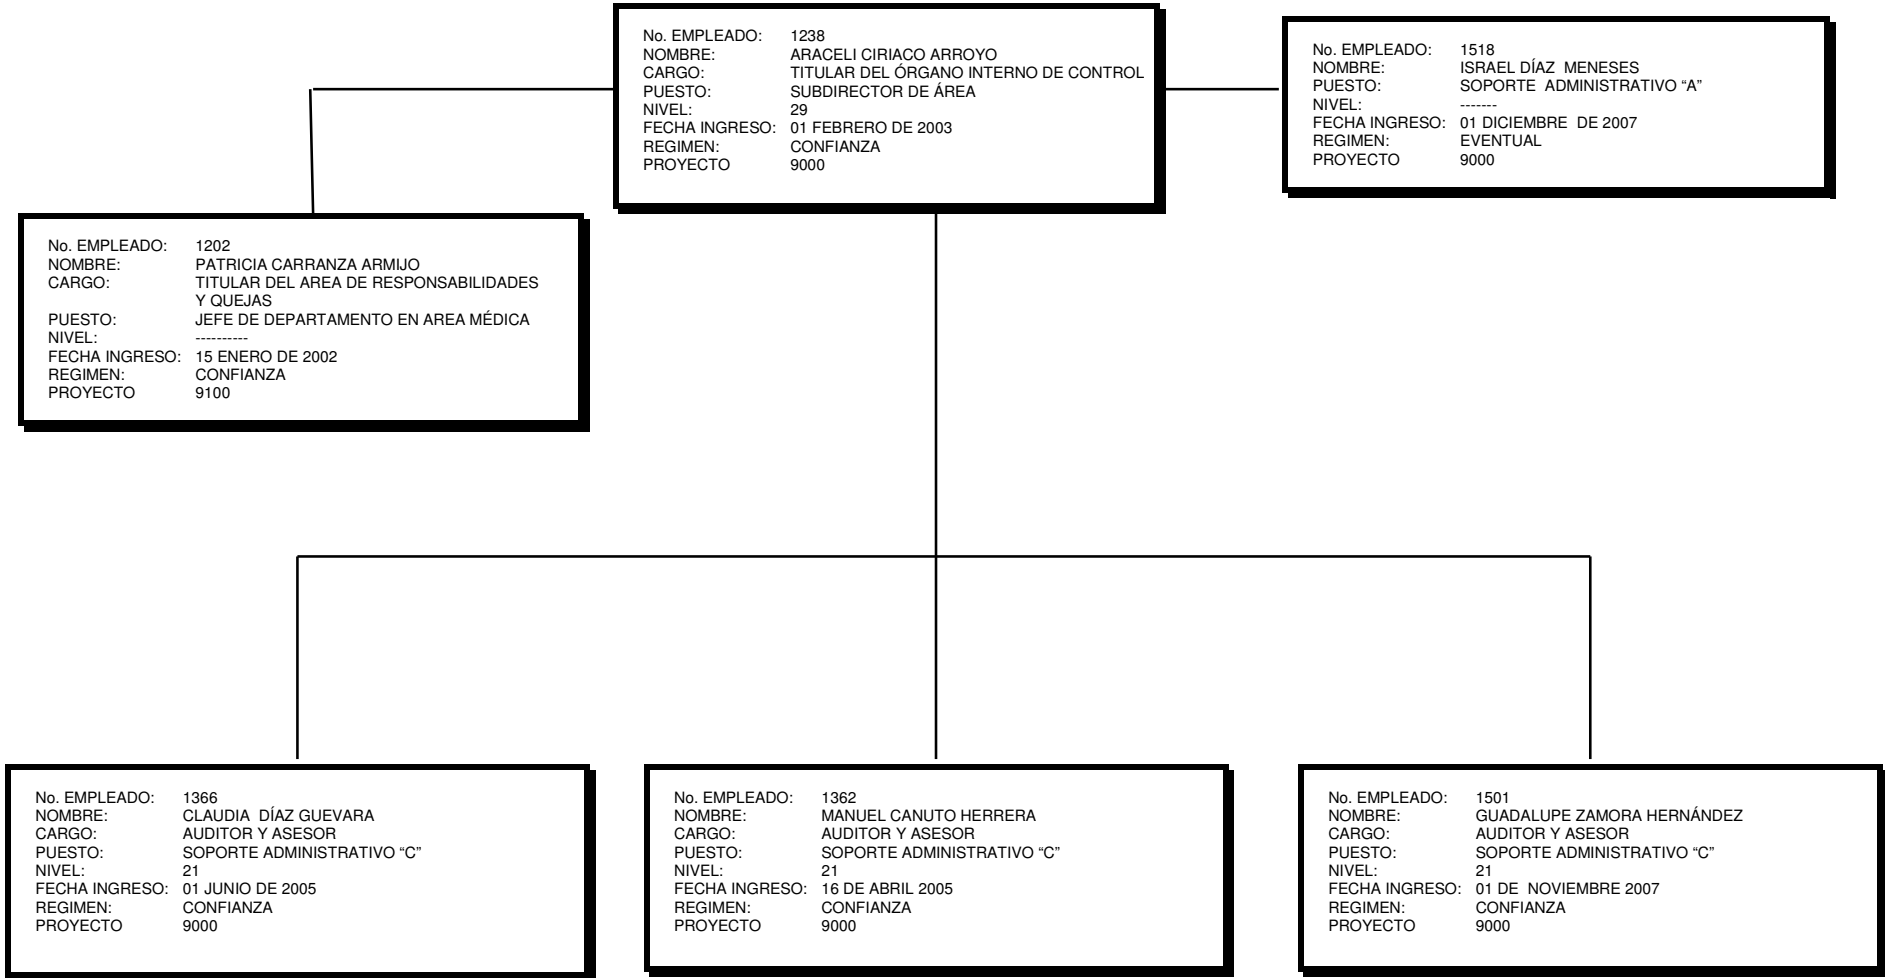 No. EMPLEADO: 1238
NOMBRE: ARACELI CIRIACO ARROYO
CARGO: TITULAR DEL ÓRGANO INTERNO DE CONTROL
PUESTO: SUBDIRECTOR DE ÁREA
NIVEL: 29
FECHA INGRESO: 01 FEBRERO DE 2003
REGIMEN: CONFIANZA
PROYECTO 9000
No. EMPLEADO: 1518
NOMBRE: ISRAEL DÍAZ MENESES
PUESTO: SOPORTE ADMINISTRATIVO “A”
NIVEL: -------
FECHA INGRESO: 01 DICIEMBRE DE 2007
REGIMEN: EVENTUAL
PROYECTO 9000
No. EMPLEADO: 1202
NOMBRE: PATRICIA CARRANZA ARMIJO
CARGO: TITULAR DEL AREA DE RESPONSABILIDADES
Y QUEJAS
PUESTO: JEFE DE DEPARTAMENTO EN AREA MÉDICA
NIVEL: ----------
FECHA INGRESO: 15 ENERO DE 2002
REGIMEN: CONFIANZA
PROYECTO 9100
No. EMPLEADO: 1366
NOMBRE: CLAUDIA DÍAZ GUEVARA
CARGO: AUDITOR Y ASESOR
PUESTO: SOPORTE ADMINISTRATIVO “C”
NIVEL: 21
FECHA INGRESO: 01 JUNIO DE 2005
REGIMEN: CONFIANZA
PROYECTO 9000
No. EMPLEADO: 1362
NOMBRE: MANUEL CANUTO HERRERA
CARGO: AUDITOR Y ASESOR
PUESTO: SOPORTE ADMINISTRATIVO “C”
NIVEL: 21
FECHA INGRESO: 16 DE ABRIL 2005
REGIMEN: CONFIANZA
PROYECTO 9000
No. EMPLEADO: 1501
NOMBRE: GUADALUPE ZAMORA HERNÁNDEZ
CARGO: AUDITOR Y ASESOR
PUESTO: SOPORTE ADMINISTRATIVO “C”
NIVEL: 21
FECHA INGRESO: 01 DE NOVIEMBRE 2007
REGIMEN: CONFIANZA
PROYECTO 9000